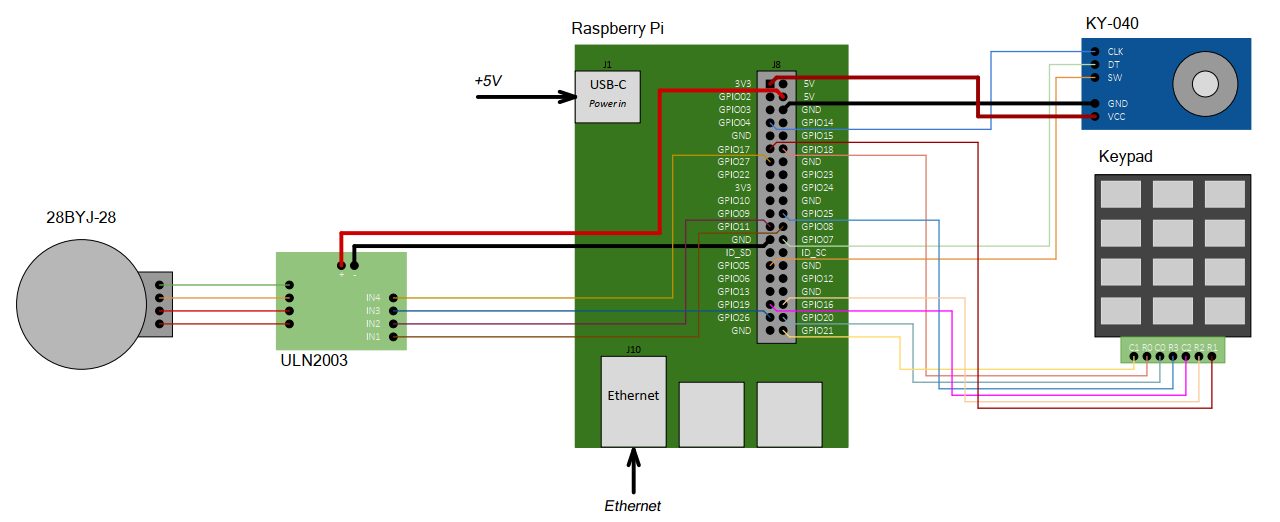 Raspberry Pi
KY-040
+5V
J1
USB-C
Power in
J8
3V3 5V
GPIO02 5V
GPIO03 GND
GPIO04 GPIO14
GND GPIO15
GPIO17 GPIO18
GPIO27 GND
GPIO22 GPIO23
3V3 GPIO24
GPIO10 GND
GPIO09 GPIO25
GPIO11 GPIO08
GND GPIO07
ID_SD ID_SC
GPIO05 GND
GPIO06 GPIO12
GPIO13 GND
GPIO19 GPIO16
GPIO26 GPIO20
GND GPIO21
CLK
DT
SW
GND
VCC
Keypad
C1 R0 C0 R3 C2 R2 R1
28BYJ-28
+ -
IN4
IN3
IN2
IN1
ULN2003
J10
Ethernet
Ethernet